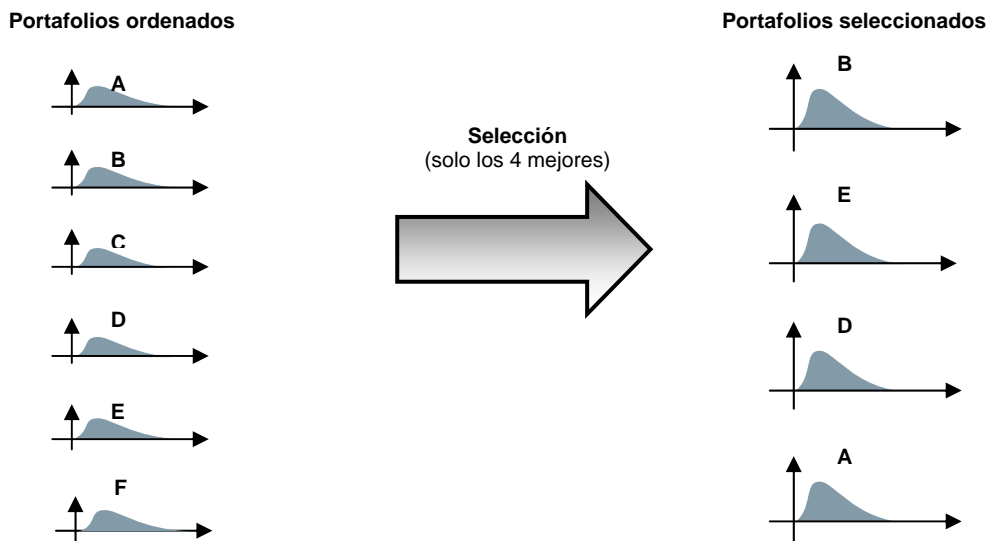 Portafolios ordenados
A
B
C
D
E
F
Selección
(solo los 4 mejores)
Portafolios seleccionados
B
E
D
A